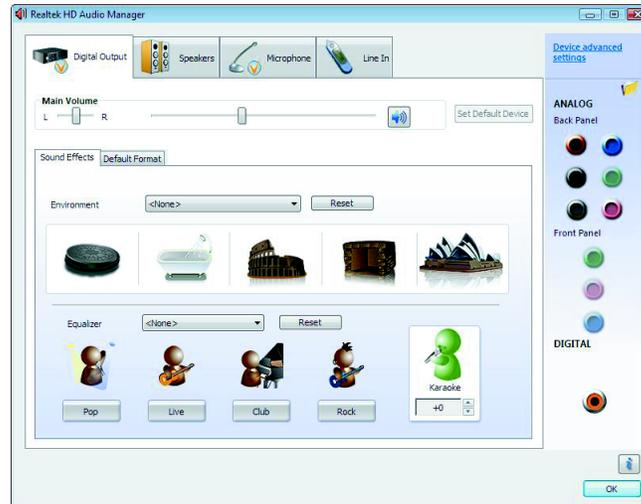 Realtek HD Audio Manager
Digital Output
Speakers
Microphone
Line In
Device advanced
settings
Main Volume
L
R
Set Default Device
ANALOG
Back Panel
Sound Effects
Default Format
Environment
<None>
Reset
Front Panel
Equalizer
<None>
Reset
DIGITAL
Karaoke
Pop
Live
Club
Rock
+0
i
OK